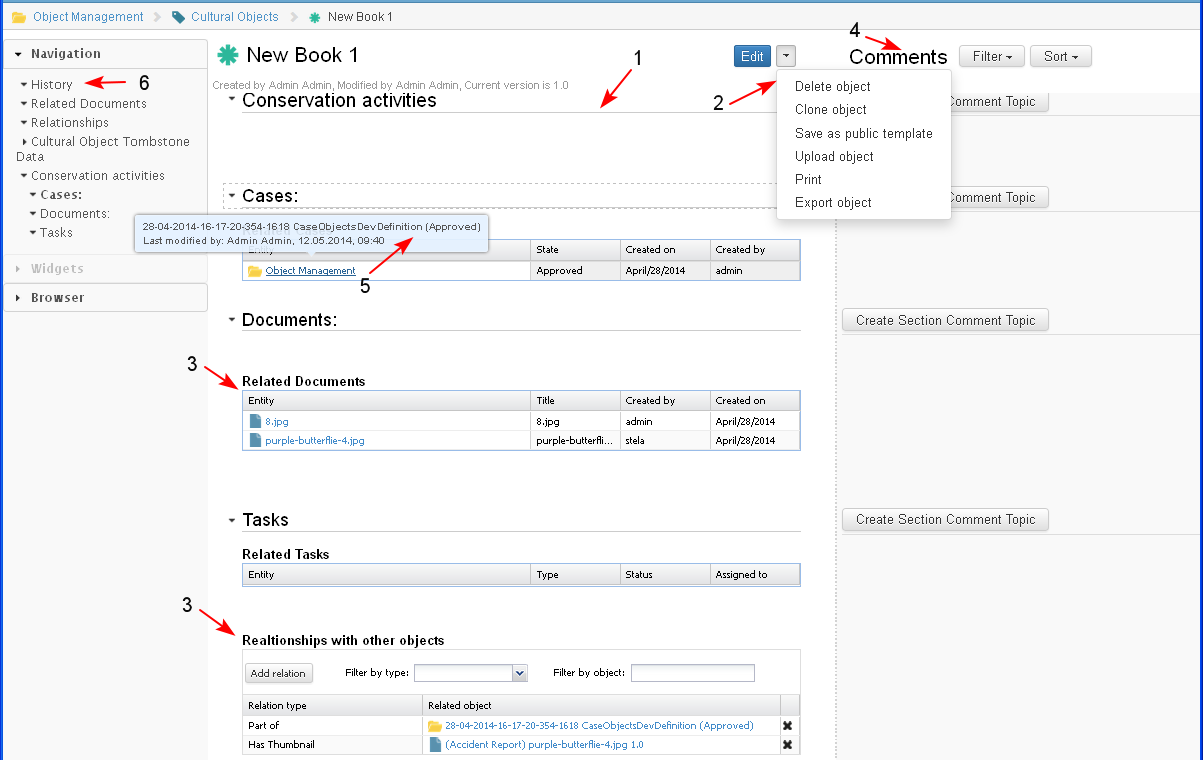 Object Management
Cultural Objects
New Book 1
Navigation
6
History
Related Documents
Relationships
Cultural Object Tombstone
Data
Conservation activities
Cases:
Documents:
Tasks
Widgets
Browser
New Book 1
Edit
Created by Admin Admin, Modified by Admin Admin, Current version is 1.0
1
2
Delete object
Clone object
Save as public template
Upload object
Print
Export object
4
Comments
Filter
Sort
Conservation activities
Comment Topic
Cases:
Comment Topic
28-04-2014-16-17-20-354-1618 CaseObjectsDevDefinition (Approved)
Last modified by: Admin Admin, 12.05.2014, 09:40
5
Entity State Created on Created by
Object Management Approved April/28/2014 admin
Documents:
Create Section Comment Topic
3
Related Documents
Entity Title Created by Created on
8.jpg 8.jpg admin April/28/2014
purple-butterflie-4.jpg purple-butterflie... stela April/28/2014
Tasks
Create Section Comment Topic
Related Tasks
Entity Type Status Assigned to
3
Realtionships with other objects
Add relation Filter by type: Filter by object:
Relation type Related object
Part of 28-04-2014-16-17-20-354-1618 CaseObjectsDevDefinition (Approved)
Has Thumbnail (Accident Report) purple-butterflie-4.jpg 1.0